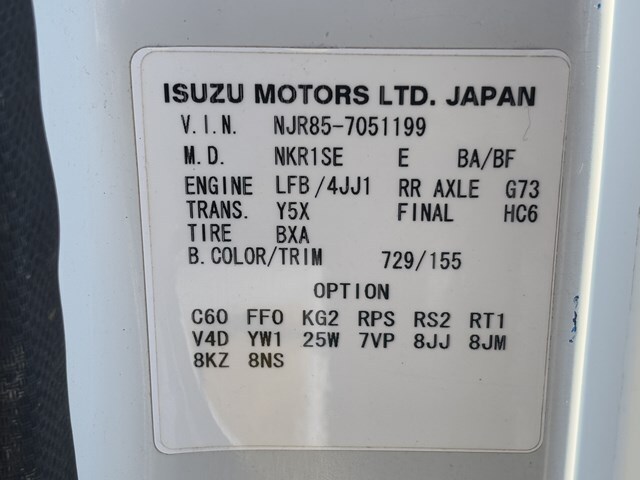 ISUZU MOTORS LTD. JAPAN
V.I.N. NJR85-7051199
M.D. NKR1SE E BA/BF
ENGINE LFB/4JJ1 RR AXLE G73
TRANS. Y5X FINAL HC6
TIRE BXA
B.COLOR/TRIM 729/155
OPTION
C60 FF0 KG2 RPS RS2 RT1
V4D YW1 25W 7VP 8JJ 8JM
8KZ 8NS